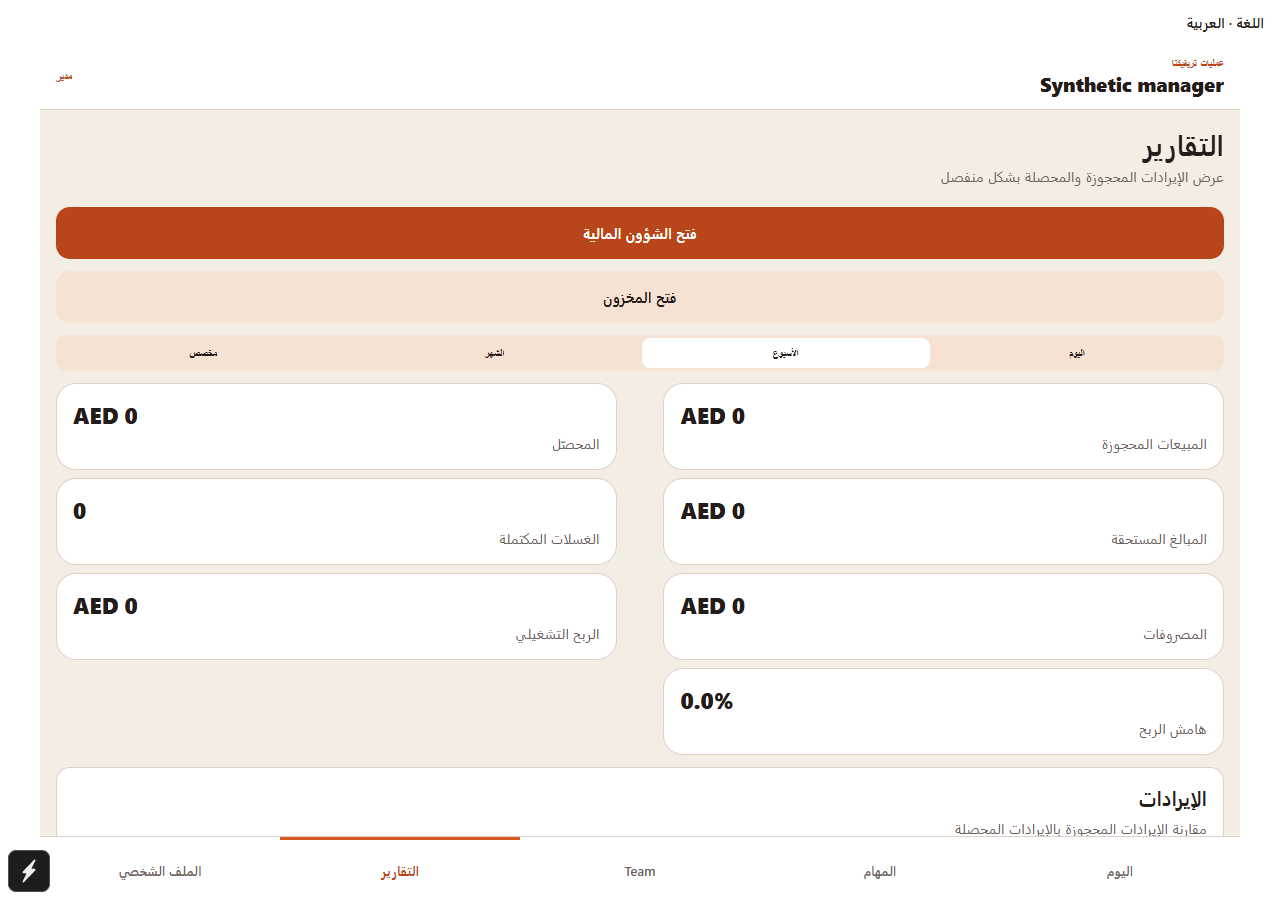 اللغة · العربية
عمليات تريفيكتا
Synthetic manager
مدير
التقارير
عرض الإيرادات المحجوزة والمحصلة بشكل منفصل
فتح الشؤون المالية
فتح المخزون
اليوم
الأسبوع
الشهر
مخصص
AED 0
المبيعات المحجوزة
AED 0
المحصّل
AED 0
المبالغ المستحقة
0
الغسلات المكتملة
AED 0
المصروفات
AED 0
الربح التشغيلي
0.0%
هامش الربح
الإيرادات
مقارنة الإيرادات المحجوزة بالإيرادات المحصلة
اليوم
المهام
Team
التقارير
الملف الشخصي